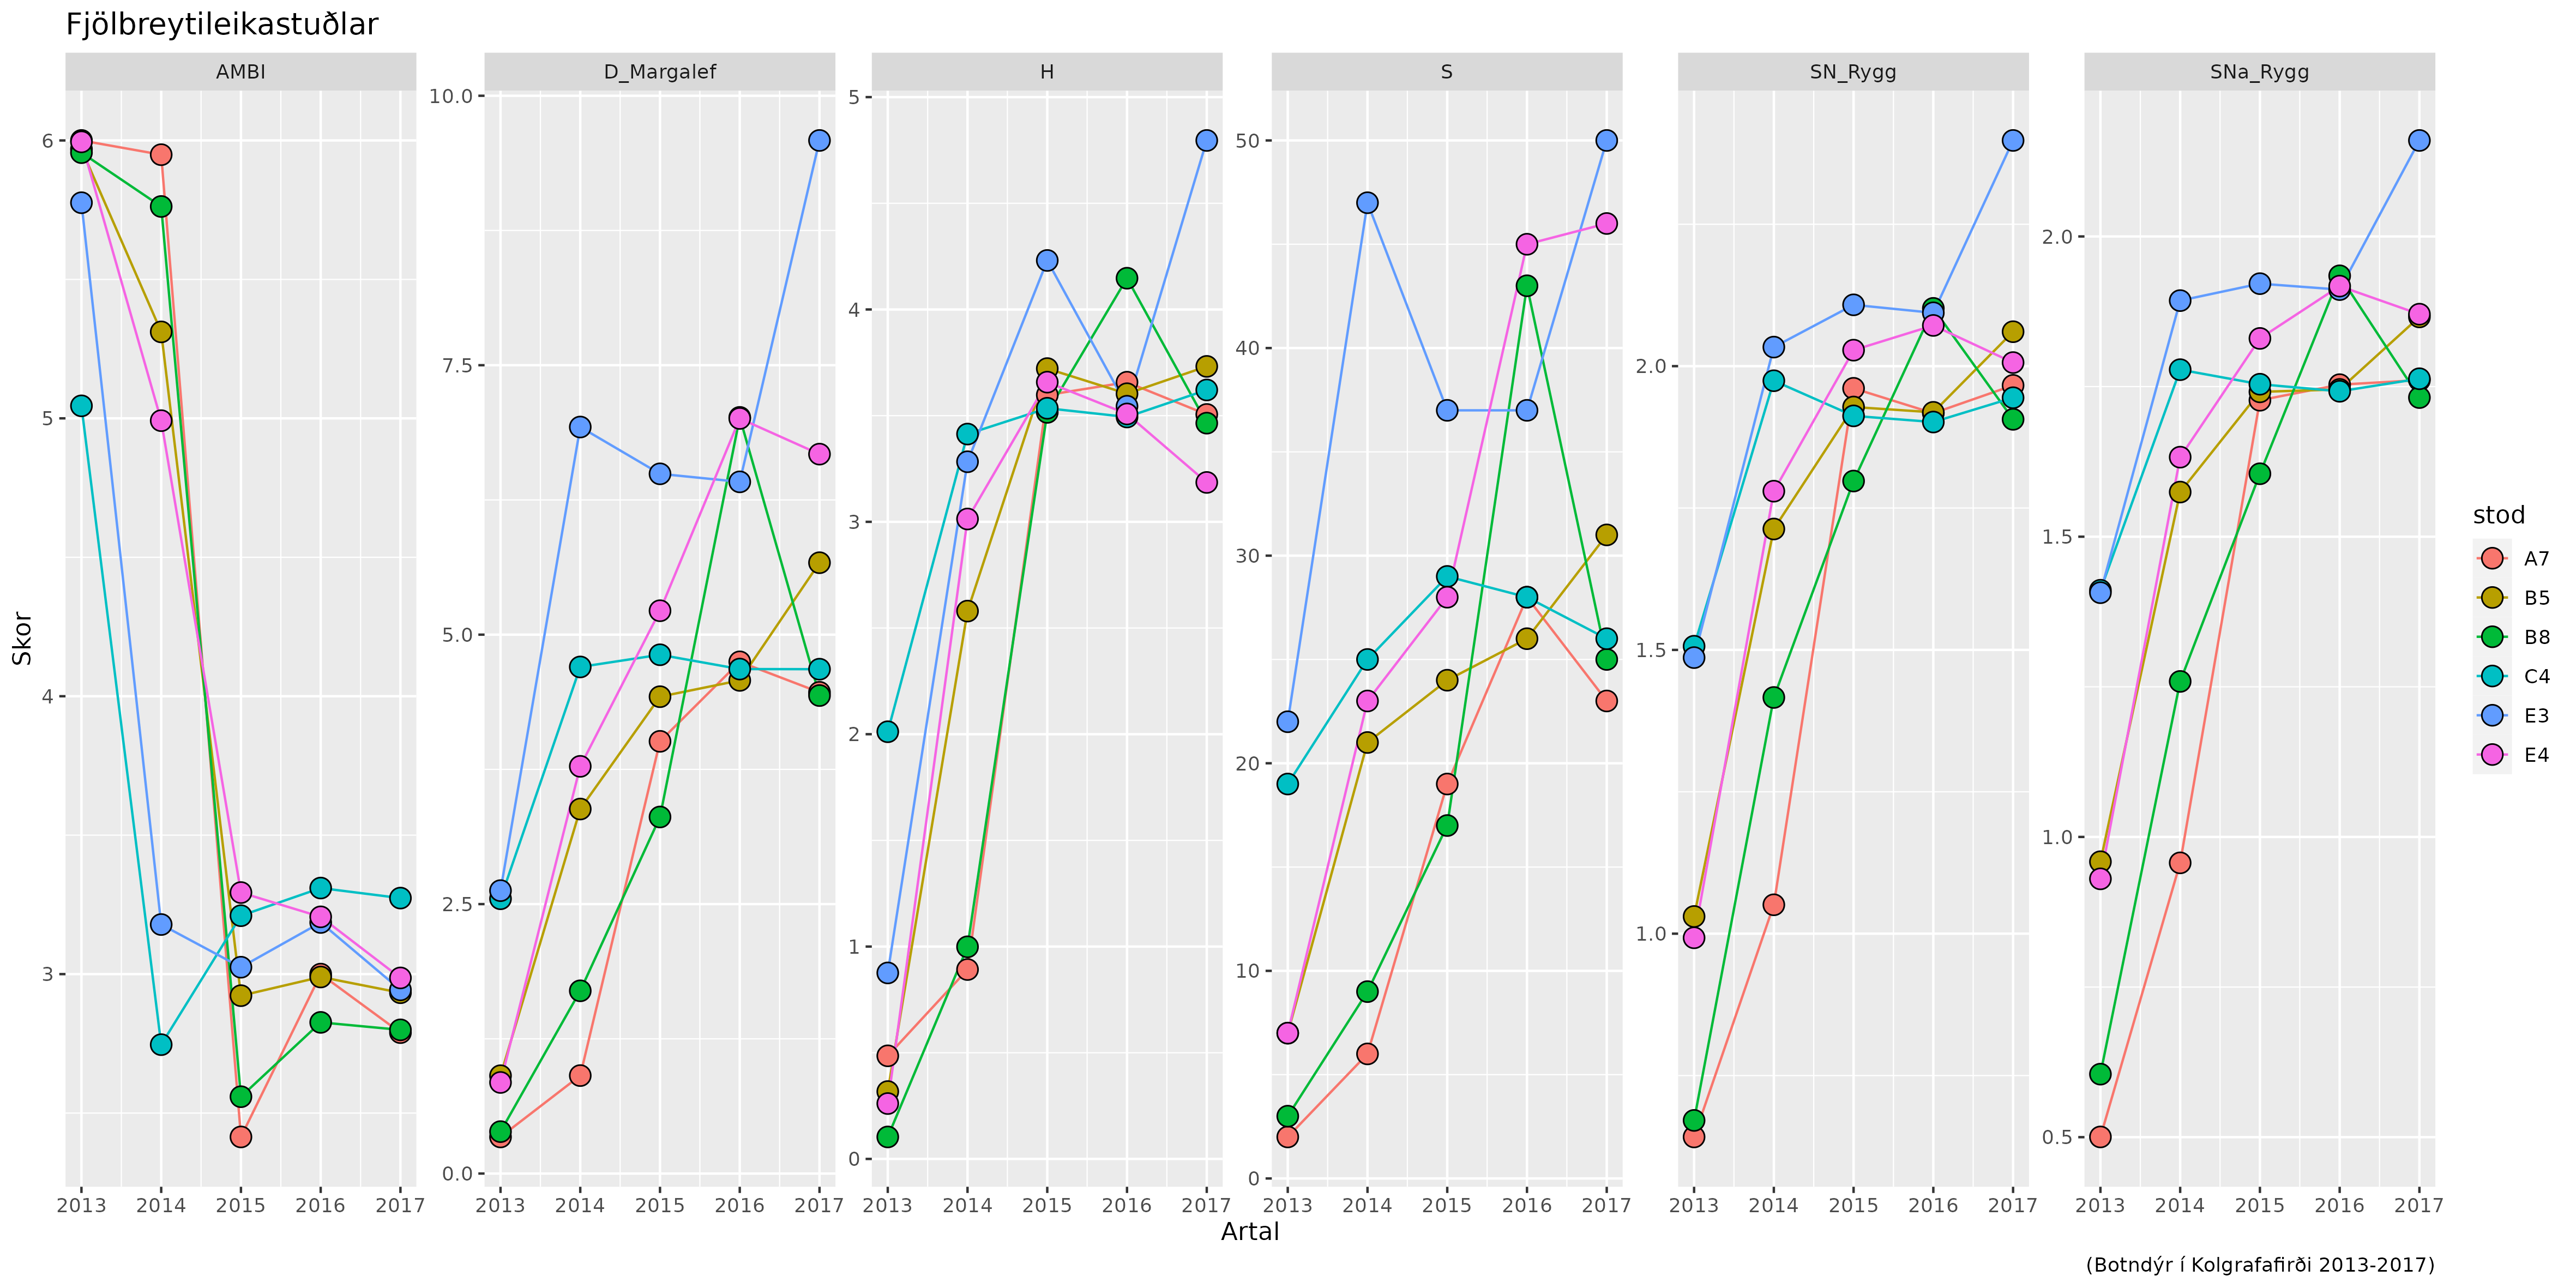 Fjölbreytileikastuðlar
AMBI
D_Margalef
H
S
SN_Rygg
SNa_Rygg
Skor
6
5
4
3
10.0
7.5
5.0
2.5
0.0
5
4
3
2
1
0
50
40
30
20
10
0
2.0
1.5
1.0
2.0
1.5
1.0
0.5
2013 2014 2015 2016 2017
2013 2014 2015 2016 2017
2013 2014 2015 2016 2017
2013 2014 2015 2016 2017
2013 2014 2015 2016 2017
2013 2014 2015 2016 2017
Artal
stod
A7
B5
B8
C4
E3
E4
(Botndýr í Kolgrafafirði 2013-2017)